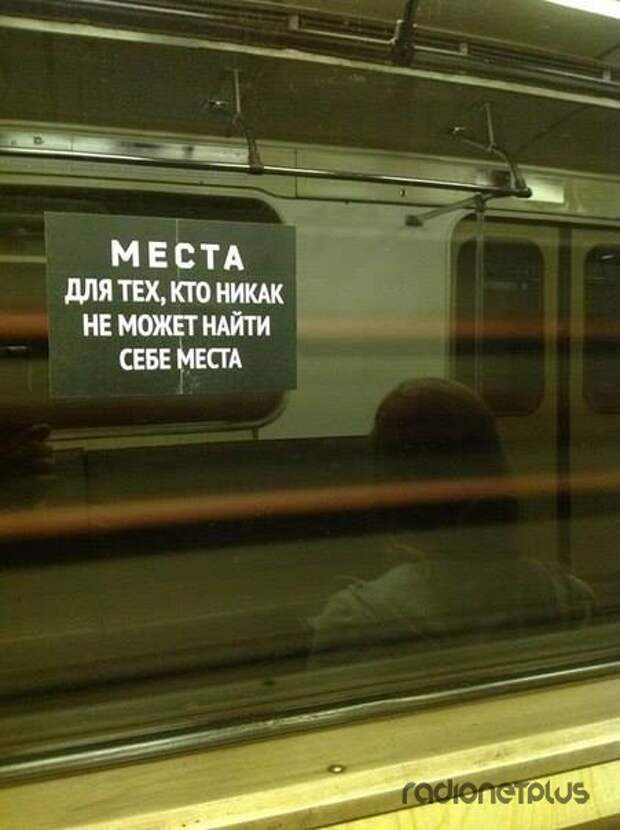 МЕСТА
ДЛЯ ТЕХ, КТО НИКАК
НЕ МОЖЕТ НАЙТИ
СЕБЕ МЕСТА
radionetplus